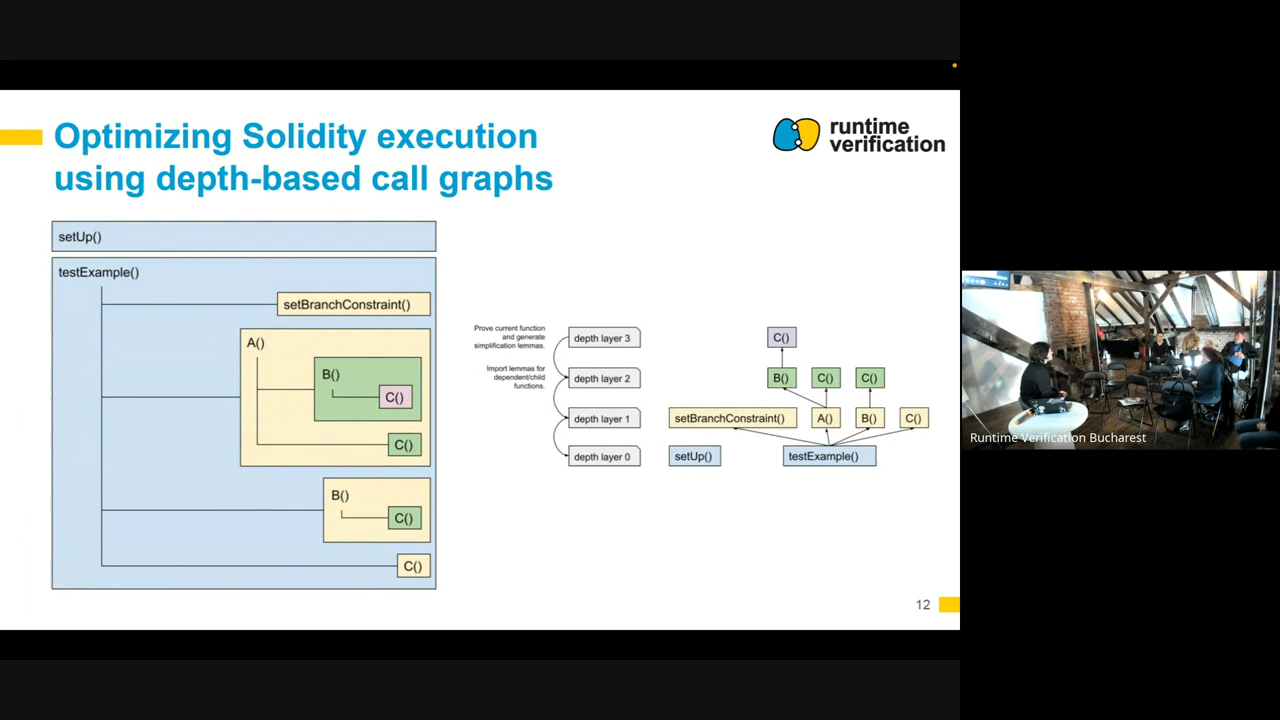 Optimizing Solidity execution
using depth-based call graphs
runtime
verification
setUp()
testExample()
setBranchConstraint()
A()
B()
C()
C()
B()
C()
C()
Prove current function
and generate
simplification lemmas.
Import lemmas for
dependent/child
functions.
depth layer 3
C()
depth layer 2
B()
C()
C()
depth layer 1
setBranchConstraint()
A()
B()
C()
depth layer 0
setUp()
testExample()
12
Runtime Verification Bucharest